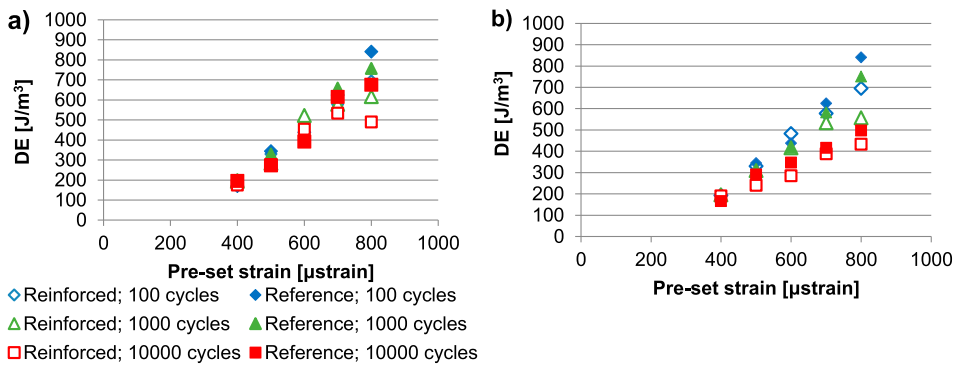 a)
1000
900
800
700
600
500
400
300
200
100
0
DE [J/m³]
0 200 400 600 800 1000
Pre-set strain [µstrain]
Reinforced; 100 cycles Reference; 100 cycles
Reinforced; 1000 cycles Reference; 1000 cycles
Reinforced; 10000 cycles Reference; 10000 cycles
b)
1000
900
800
700
600
500
400
300
200
100
0
DE [J/m³]
0 200 400 600 800 1000
Pre-set strain [µstrain]